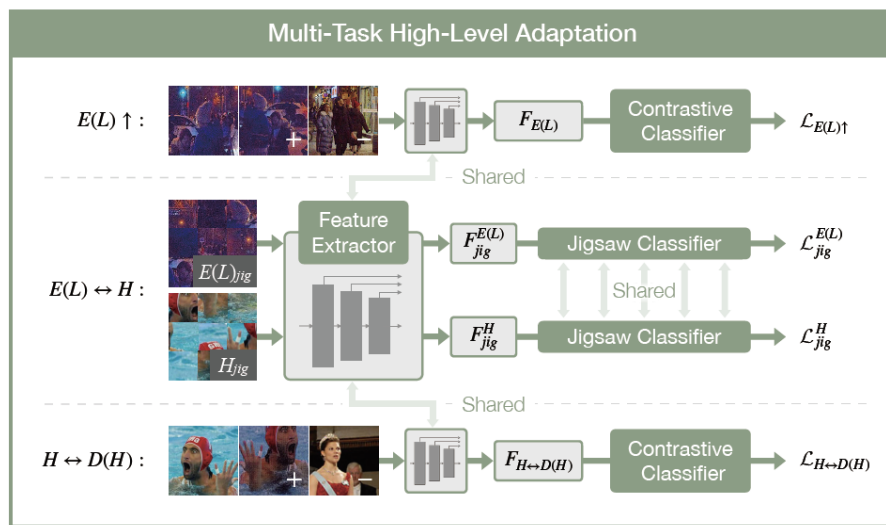 Multi-Task High-Level Adaptation
E(L) ↑ :
+
−
F_{E(L)}
Contrastive
Classifier
ℒ_{E(L)↑}
Shared
Feature
Extractor
E(L)_{jig}
F_{jig}^{E(L)}
Jigsaw Classifier
ℒ_{jig}^{E(L)}
E(L) ↔ H :
Shared
H_{jig}
F_{jig}^{H}
Jigsaw Classifier
ℒ_{jig}^{H}
Shared
H ↔ D(H) :
+
−
F_{H↔D(H)}
Contrastive
Classifier
ℒ_{H↔D(H)}